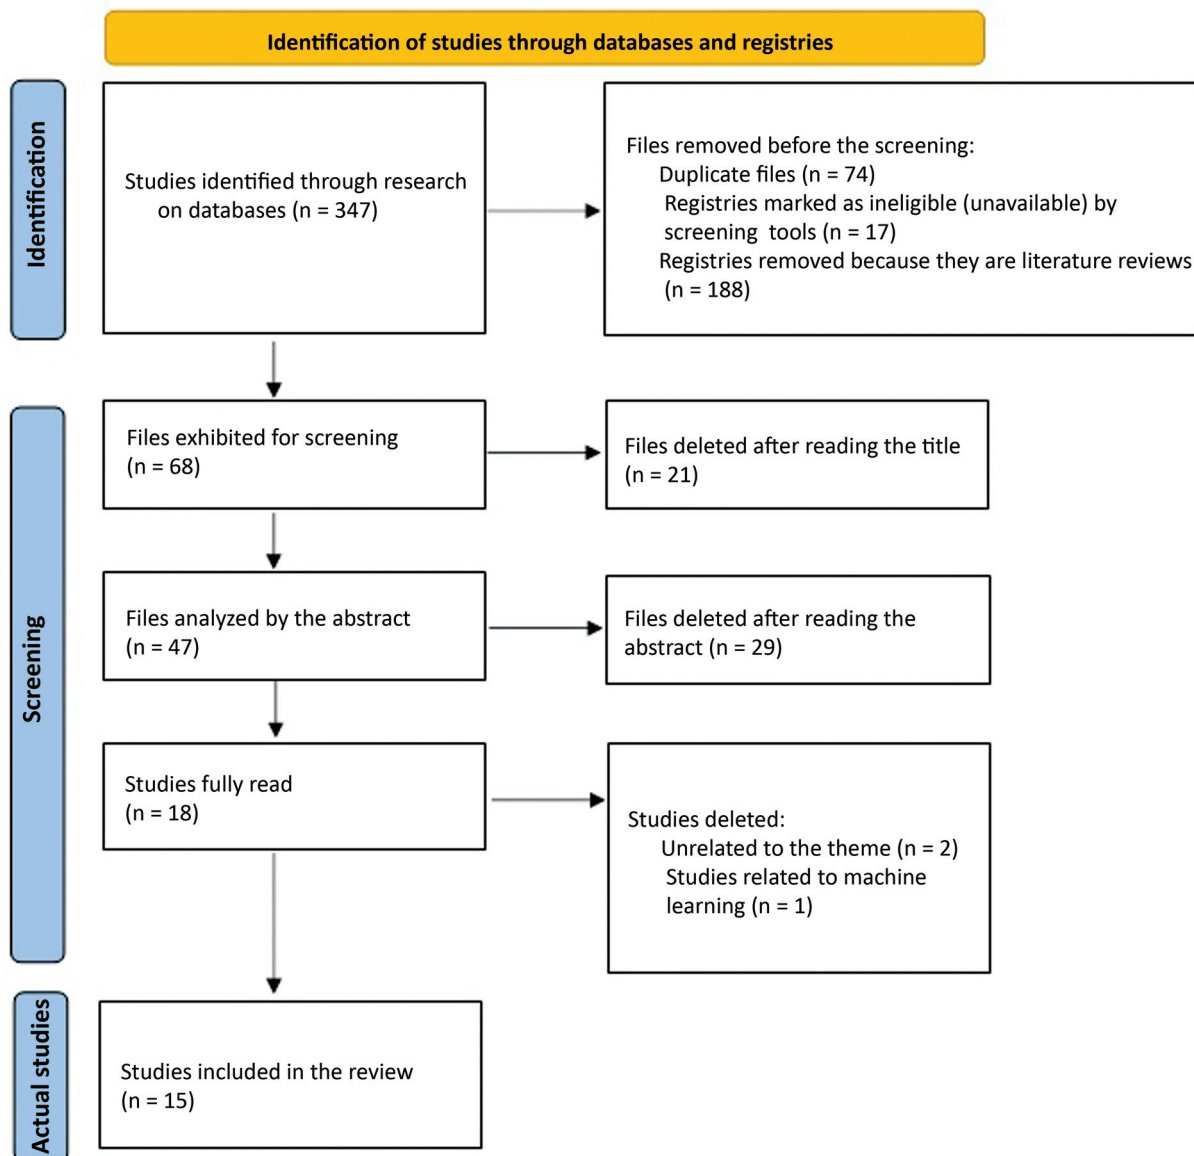 Identification of studies through databases and registries
Identification
Studies identified through research
on databases (n = 347)
Files removed before the screening:
Duplicate files (n = 74)
Registries marked as ineligible (unavailable) by
screening tools (n = 17)
Registries removed because they are literature reviews
(n = 188)
Screening
Files exhibited for screening
(n = 68)
Files deleted after reading the title
(n = 21)
Files analyzed by the abstract
(n = 47)
Files deleted after reading the
abstract (n = 29)
Studies fully read
(n = 18)
Studies deleted:
Unrelated to the theme (n = 2)
Studies related to machine
learning (n = 1)
Actual studies
Studies included in the review
(n = 15)